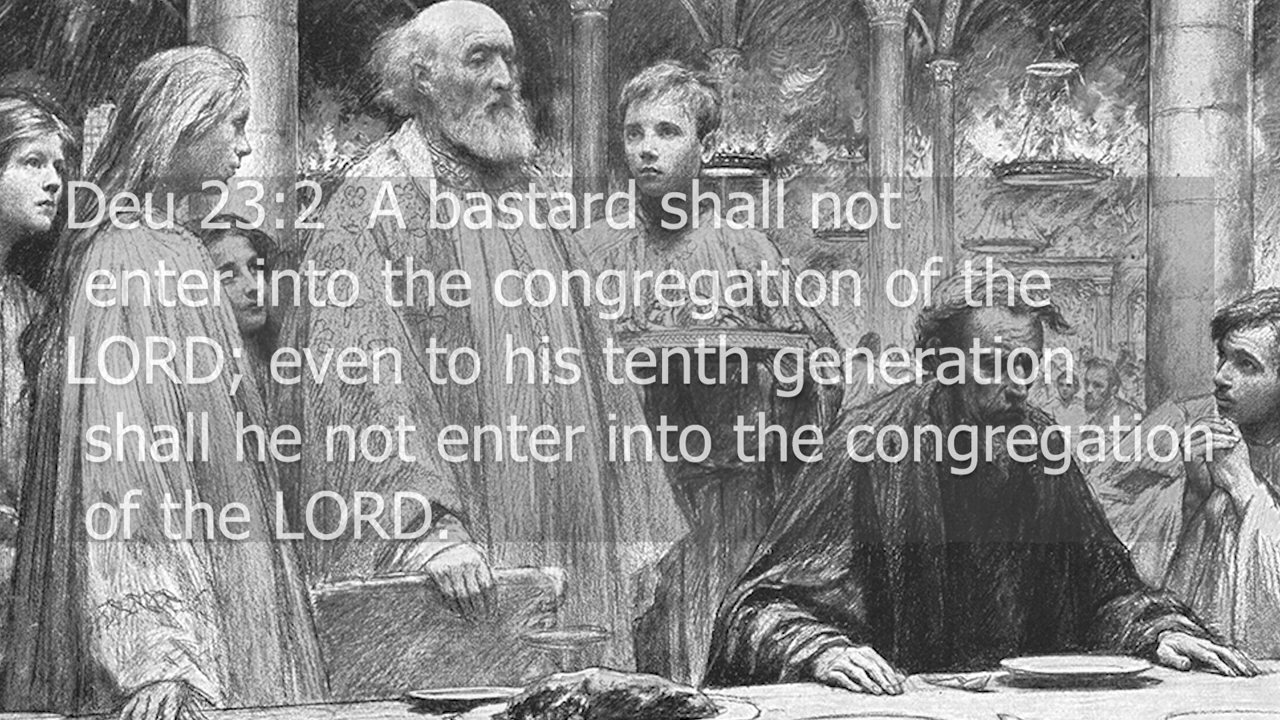 Deu 23:2 A bastard shall not
enter into the congregation of the
LORD; even to his tenth generation
shall he not enter into the congregation
of the LORD.